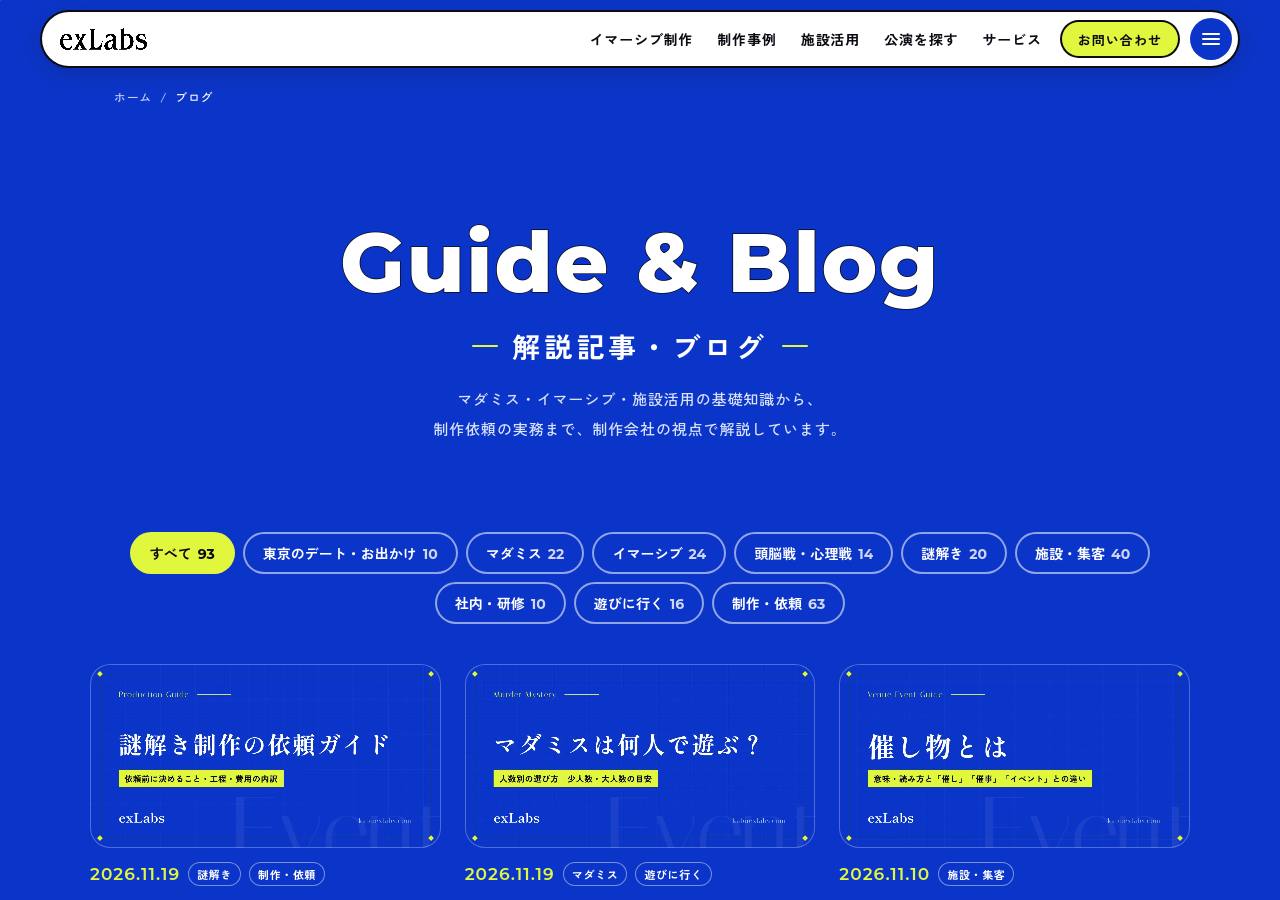 exLabs
イマーシブ制作 制作事例 施設活用 公演を探す サービス お問い合わせ
ホーム / ブログ
Guide & Blog
解説記事・ブログ
マダミス・イマーシブ・施設活用の基礎知識から、
制作依頼の実務まで、制作会社の視点で解説しています。
すべて 93 東京のデート・お出かけ 10 マダミス 22 イマーシブ 24 頭脳戦・心理戦 14 謎解き 20 施設・集客 40
社内・研修 10 遊びに行く 16 制作・依頼 63
Production Guide
謎解き制作の依頼ガイド
依頼前に決めること・工程・費用の内訳
exLabs
Event
2026.11.19 謎解き 制作・依頼
Murder Mystery
マダミスは何人で遊ぶ？
人数別の選び方 少人数・大人数の目安
exLabs
Event
2026.11.19 マダミス 遊びに行く
Venue Event Guide
催し物とは
意味・読み方と「催し」「催事」「イベント」との違い
exLabs
Event
2026.11.10 施設・集客